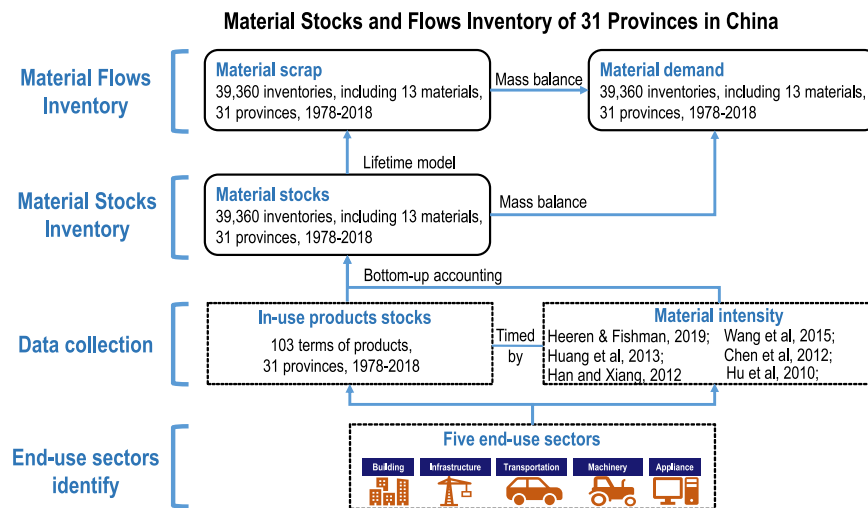 Material Stocks and Flows Inventory of 31 Provinces in China
Material Flows
Inventory
Material scrap
39,360 inventories, including 13 materials,
31 provinces, 1978-2018
Mass balance
Material demand
39,360 inventories, including 13 materials,
31 provinces, 1978-2018
Lifetime model
Material Stocks
Inventory
Material stocks
39,360 inventories, including 13 materials,
31 provinces, 1978-2018
Mass balance
Bottom-up accounting
Data collection
In-use products stocks
103 terms of products,
31 provinces, 1978-2018
Timed
by
Material intensity
Heeren & Fishman, 2019; Wang et al, 2015;
Huang et al, 2013; Chen et al, 2012;
Han and Xiang, 2012 Hu et al, 2010;
End-use sectors
identify
Five end-use sectors
Building Infrastructure Transportation Machinery Appliance